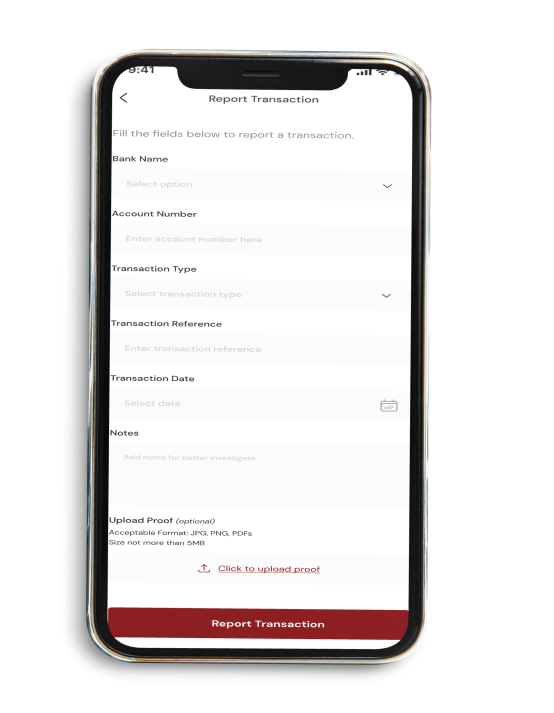 9:41
Report Transaction
Fill the fields below to report a transaction.
Bank Name
Select option
Account Number
Enter account number here
Transaction Type
Select transaction type
Transaction Reference
Enter transaction reference
Transaction Date
Select date
Notes
Add notes for better investigate
Upload Proof (optional)
Acceptable Format: JPG, PNG, PDFs
Size not more than 5MB
Click to upload proof
Report Transaction